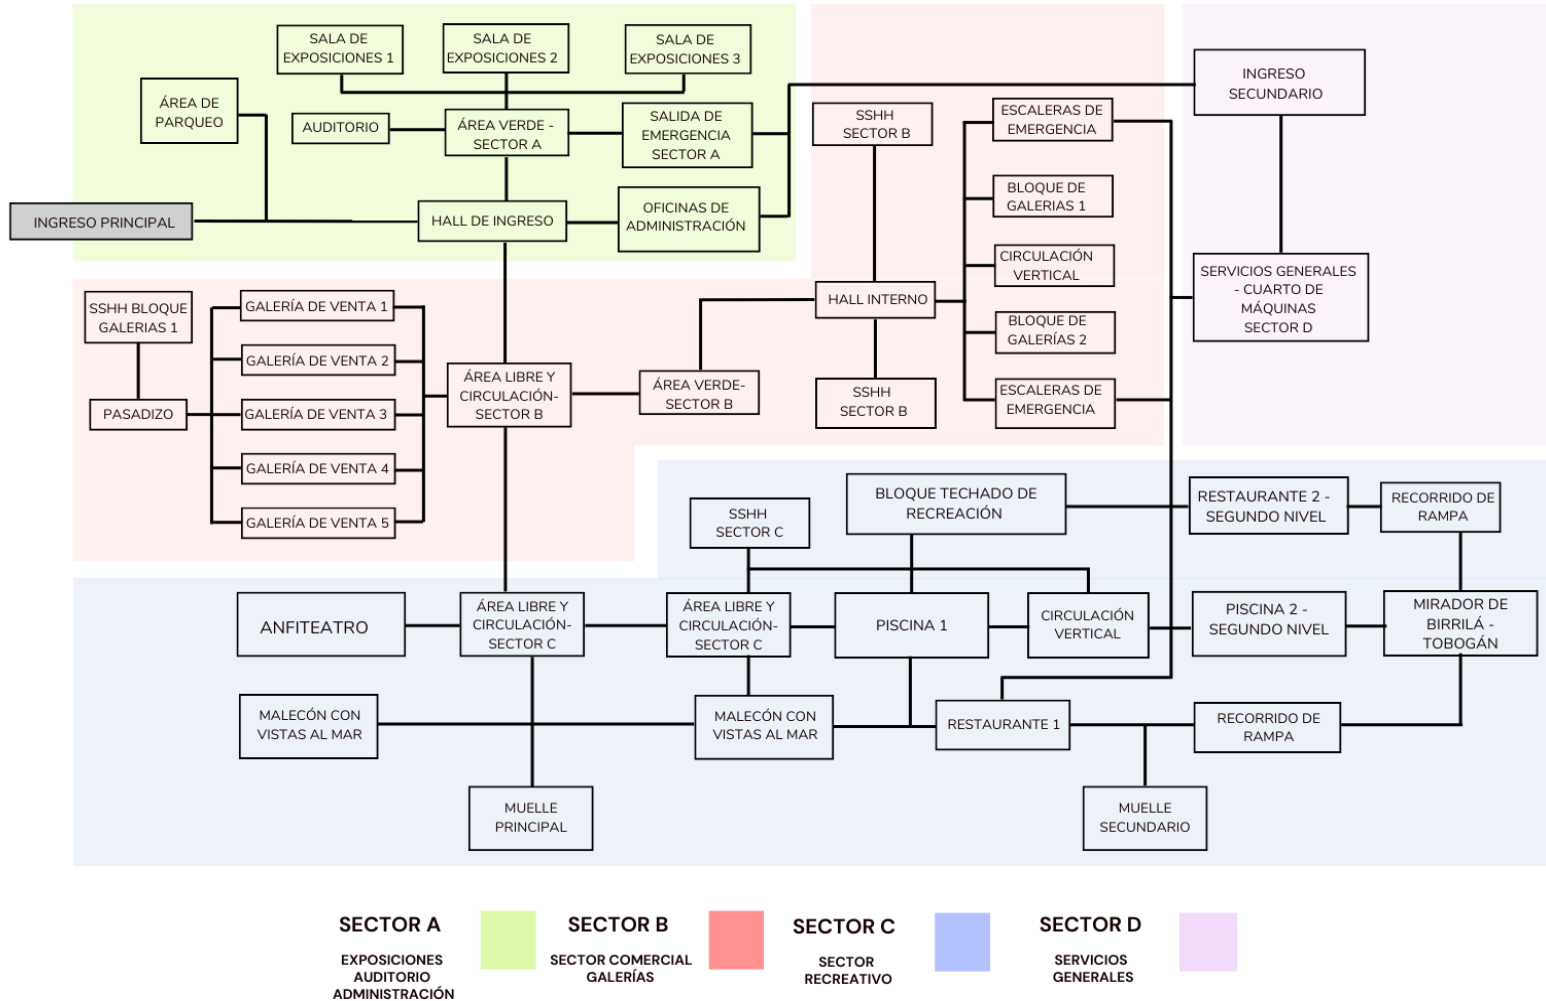 SALA DE
EXPOSICIONES 1
SALA DE
EXPOSICIONES 2
SALA DE
EXPOSICIONES 3
ÁREA DE
PARQUEO
AUDITORIO
ÁREA VERDE -
SECTOR A
SALIDA DE
EMERGENCIA
SECTOR A
INGRESO PRINCIPAL
HALL DE INGRESO
OFICINAS DE
ADMINISTRACIÓN
SSHH
SECTOR B
ESCALERAS DE
EMERGENCIA
BLOQUE DE
GALERIAS 1
CIRCULACIÓN
VERTICAL
HALL INTERNO
BLOQUE DE
GALERÍAS 2
SSHH
SECTOR B
ESCALERAS DE
EMERGENCIA
INGRESO
SECUNDARIO
SERVICIOS GENERALES
- CUARTO DE
MÁQUINAS
SECTOR D
SSHH BLOQUE
GALERIAS 1
PASADIZO
GALERÍA DE VENTA 1
GALERÍA DE VENTA 2
GALERÍA DE VENTA 3
GALERÍA DE VENTA 4
GALERÍA DE VENTA 5
ÁREA LIBRE Y
CIRCULACIÓN-
SECTOR B
ÁREA VERDE-
SECTOR B
SSHH
SECTOR C
BLOQUE TECHADO DE
RECREACIÓN
RESTAURANTE 2 -
SEGUNDO NIVEL
RECORRIDO DE
RAMPA
ANFITEATRO
ÁREA LIBRE Y
CIRCULACIÓN-
SECTOR C
ÁREA LIBRE Y
CIRCULACIÓN-
SECTOR C
PISCINA 1
CIRCULACIÓN
VERTICAL
PISCINA 2 -
SEGUNDO NIVEL
MIRADOR DE
BIRRILÁ -
TOBOGÁN
MALECÓN CON
VISTAS AL MAR
MALECÓN CON
VISTAS AL MAR
RESTAURANTE 1
RECORRIDO DE
RAMPA
MUELLE
PRINCIPAL
MUELLE
SECUNDARIO
SECTOR A
EXPOSICIONES
AUDITORIO
ADMINISTRACIÓN
SECTOR B
SECTOR COMERCIAL
GALERÍAS
SECTOR C
SECTOR
RECREATIVO
SECTOR D
SERVICIOS
GENERALES